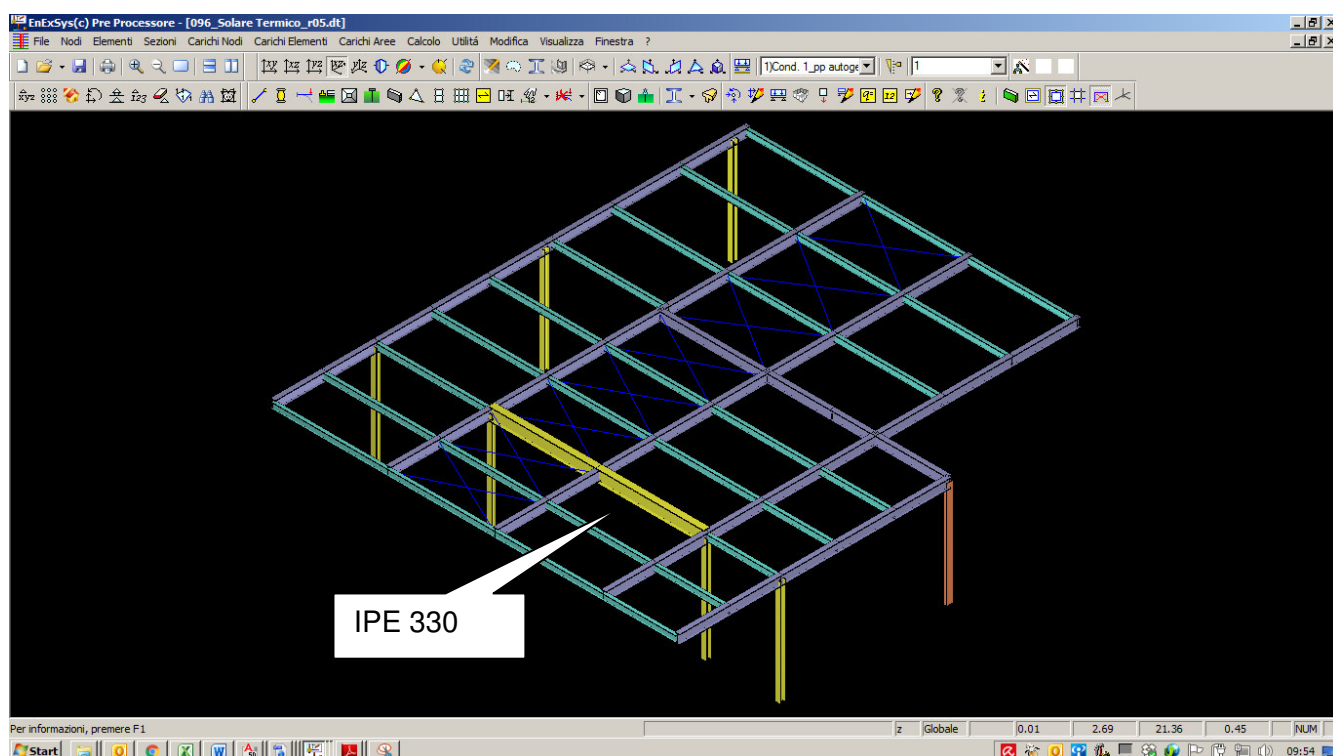 EnExSys(c) Pre Processore - [096_Solare Termico_r05.dt]
File Nodi Elementi Sezioni Carichi Nodi Carichi Elementi Carichi Aree Calcolo Utilitá Modifica Visualizza Finestra ?
1)Cond. 1_pp autoge 1
IPE 330
Per informazioni, premere F1 z Globale 0.01 2.69 21.36 0.45 NUM
Start 09:54